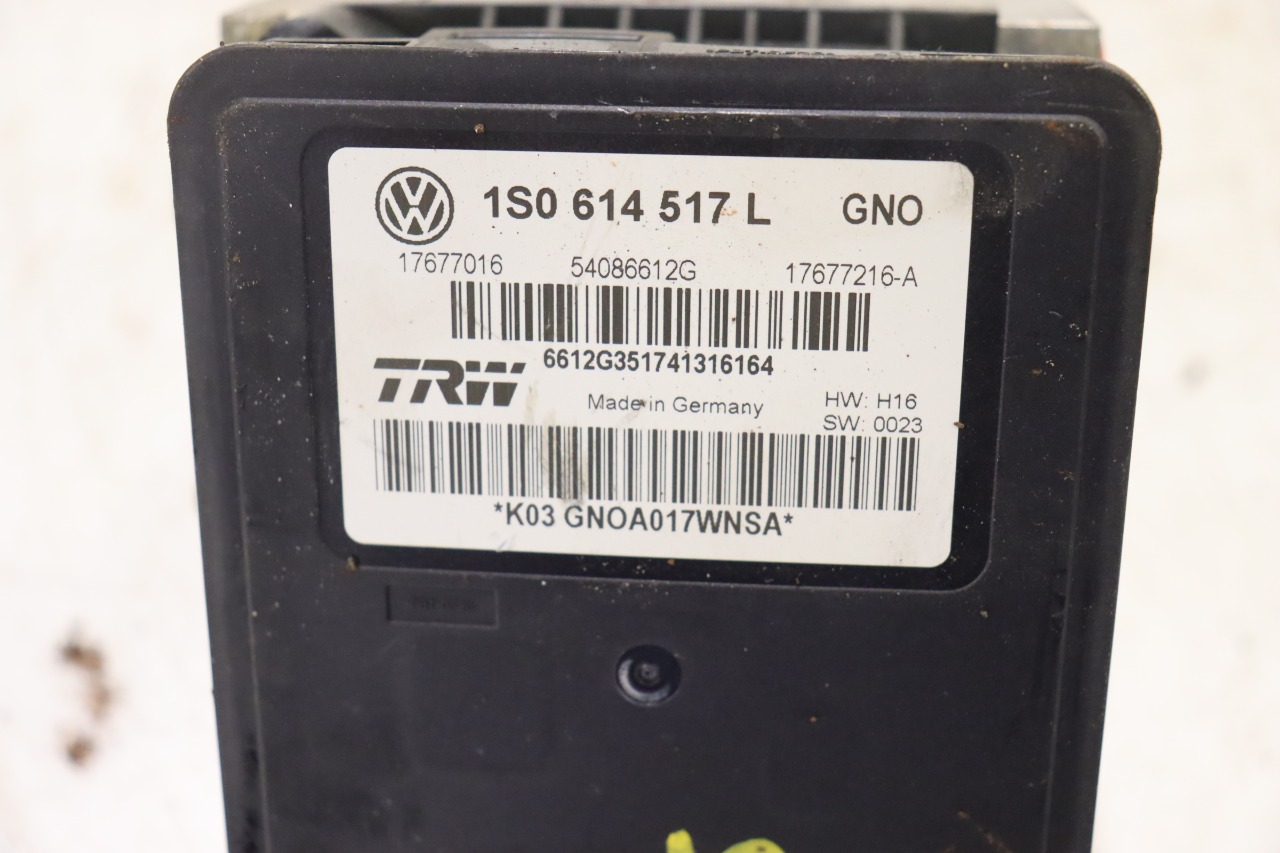 1S0 614 517 L GNO
17677016 54086612G 17677216-A
6612G351741316164
TRW Made in Germany HW: H16
SW: 0023
*K03 GNOA017WNSA*